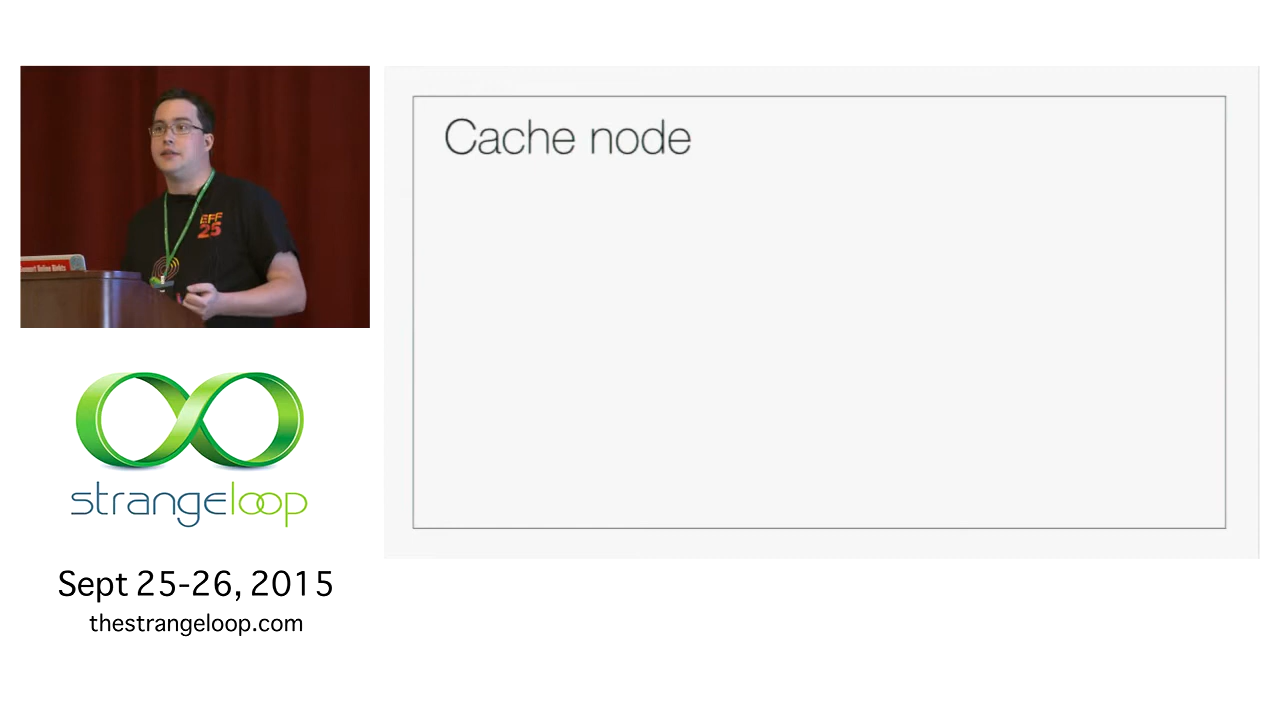 Cache node
EFF
25
strangeloop
Sept 25-26, 2015
thestrangeloop.com